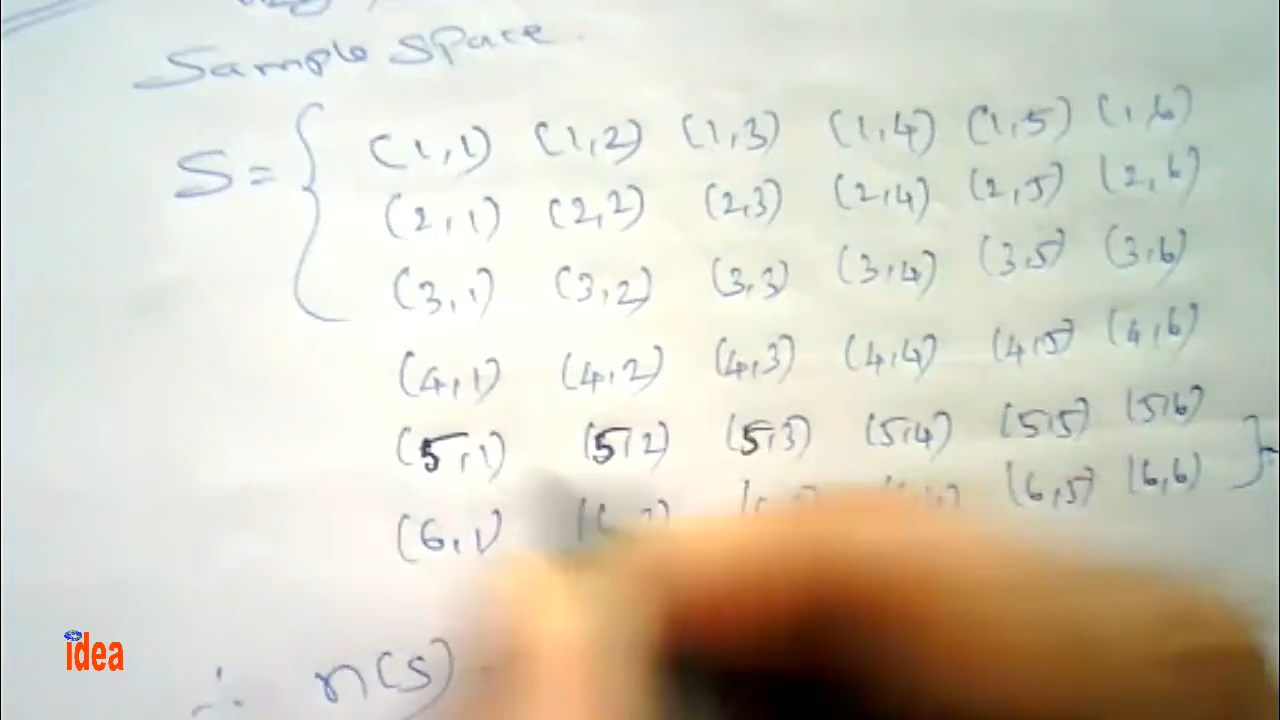 Sample Space.
S = { (1,1) (1,2) (1,3) (1,4) (1,5) (1,6)
(2,1) (2,2) (2,3) (2,4) (2,5) (2,6)
(3,1) (3,2) (3,3) (3,4) (3,5) (3,6)
(4,1) (4,2) (4,3) (4,4) (4,5) (4,6)
(5,1) (5,2) (5,3) (5,4) (5,5) (5,6)
(6,1) (6,5) (6,6) }
∴ n(s)
idea